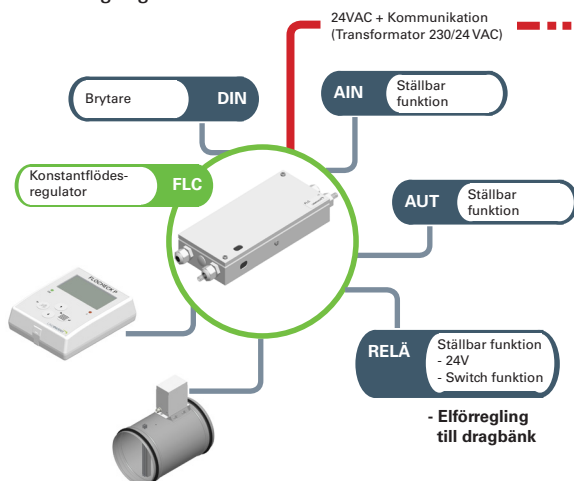 24VAC + Kommunikation
(Transformator 230/24 VAC)
Brytare
DIN
AIN
Ställbar
funktion
Konstantflödes-
regulator
FLC
AUT
Ställbar
funktion
FLOCHECK P
RELÄ
Ställbar funktion
- 24V
- Switch funktion
- Elförregling
till dragbänk